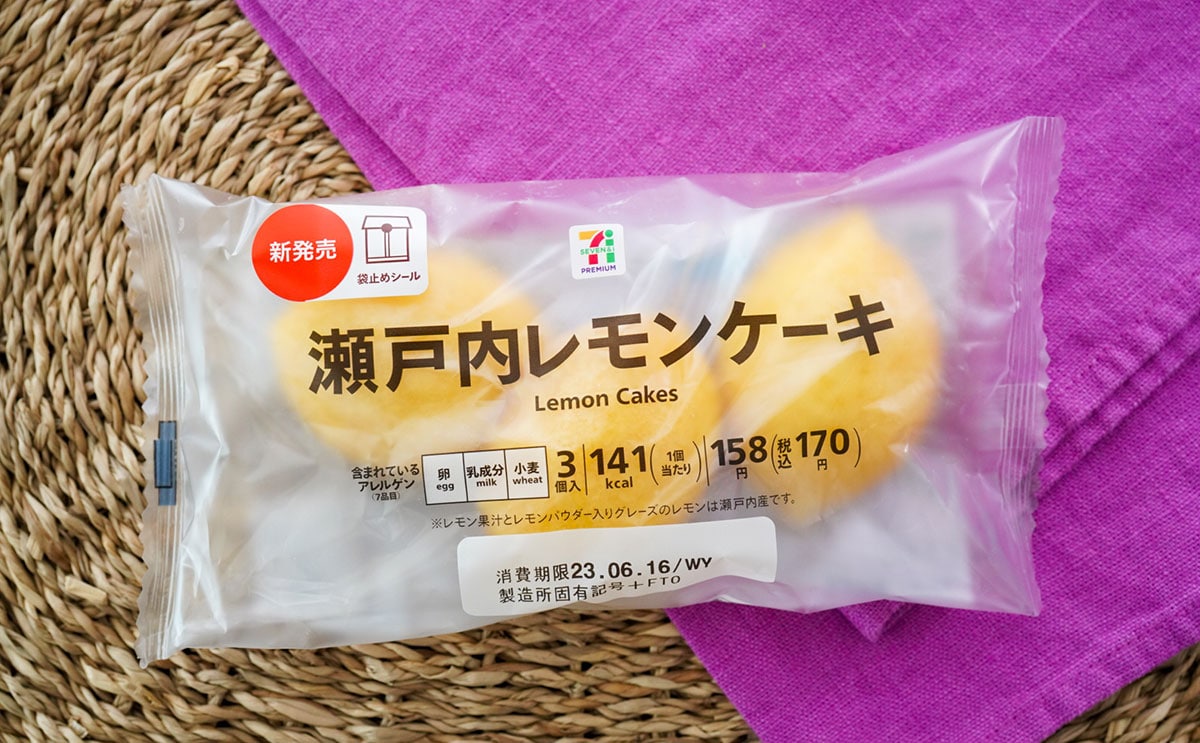 新発売
袋止めシール
SEVEN&i
PREMIUM
瀬戸内レモンケーキ
Lemon Cakes
含まれている
アレルゲン
(7品目)
卵
egg
乳成分
milk
小麦
wheat
3
個入
141
kcal
(1個
当たり)
158
円
(税込170円)
※レモン果汁とレモンパウダー入りグレーズのレモンは瀬戸内産です。
消費期限23.06.16/WY
製造所固有記号+FTO